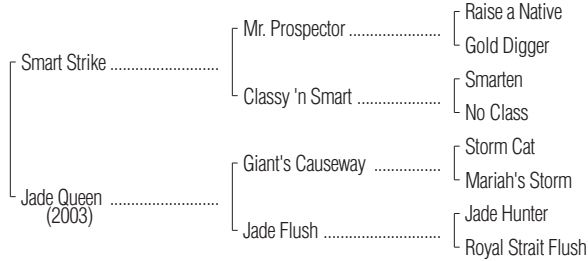 Raise a Native
Mr. Prospector ......................
Gold Digger
Smart Strike ..........................
Smarten
Classy 'n Smart ....................
No Class
Storm Cat
Giant's Causeway ................
Mariah's Storm
Jade Queen ..........................
(2003)
Jade Hunter
Jade Flush ............................
Royal Strait Flush